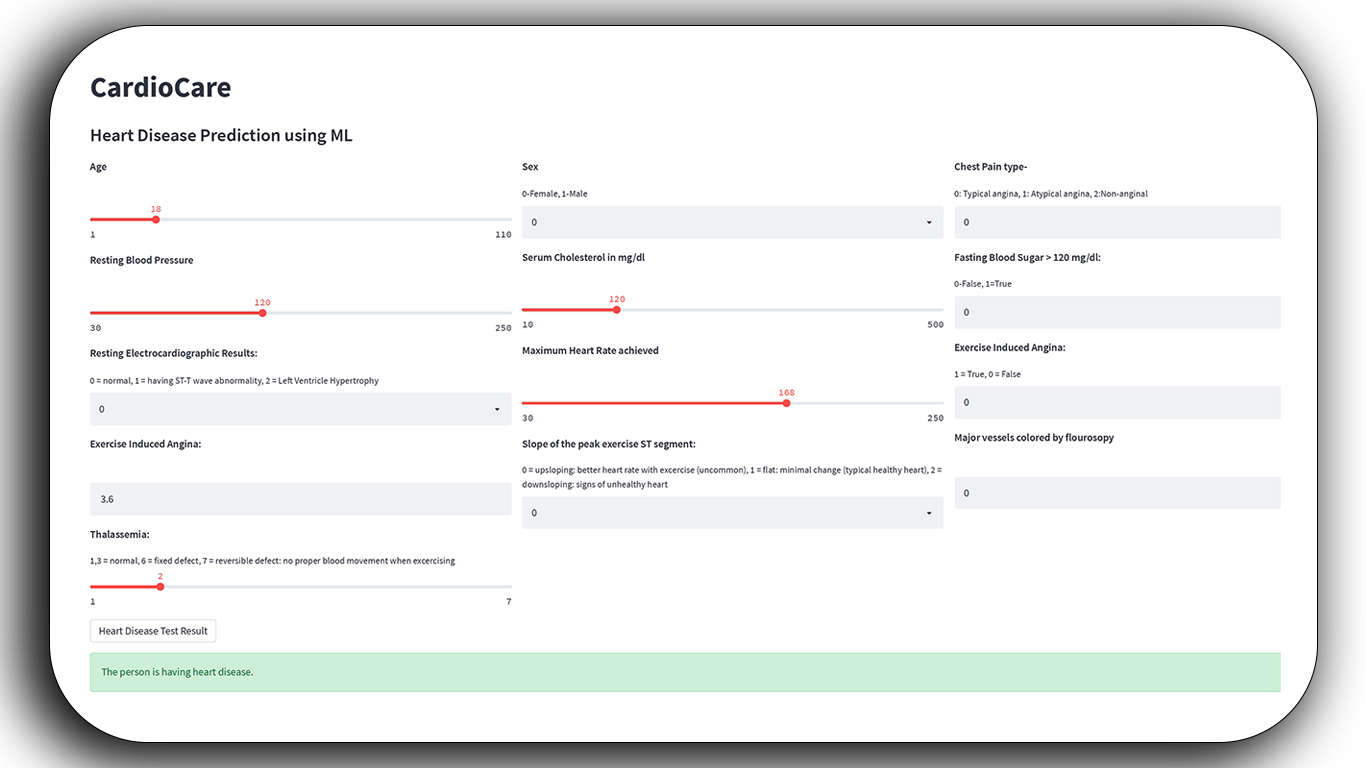 CardioCare
Heart Disease Prediction using ML
Age
18
1 110
Resting Blood Pressure
120
30 250
Resting Electrocardiographic Results:
0 = normal, 1 = having ST-T wave abnormality, 2 = Left Ventricle Hypertrophy
0
Exercise Induced Angina:
3.6
Thalassemia:
1,3 = normal, 6 = fixed defect, 7 = reversible defect: no proper blood movement when excercising
2
1 7
Sex
0-Female, 1-Male
0
Serum Cholesterol in mg/dl
120
10 500
Maximum Heart Rate achieved
168
30 250
Slope of the peak exercise ST segment:
0 = upsloping: better heart rate with excercise (uncommon), 1 = flat: minimal change (typical healthy heart), 2 =
downsloping: signs of unhealthy heart
0
Chest Pain type-
0: Typical angina, 1: Atypical angina, 2:Non-anginal
0
Fasting Blood Sugar > 120 mg/dl:
0-False, 1=True
0
Exercise Induced Angina:
1 = True, 0 = False
0
Major vessels colored by flourosopy
0
Heart Disease Test Result
The person is having heart disease.